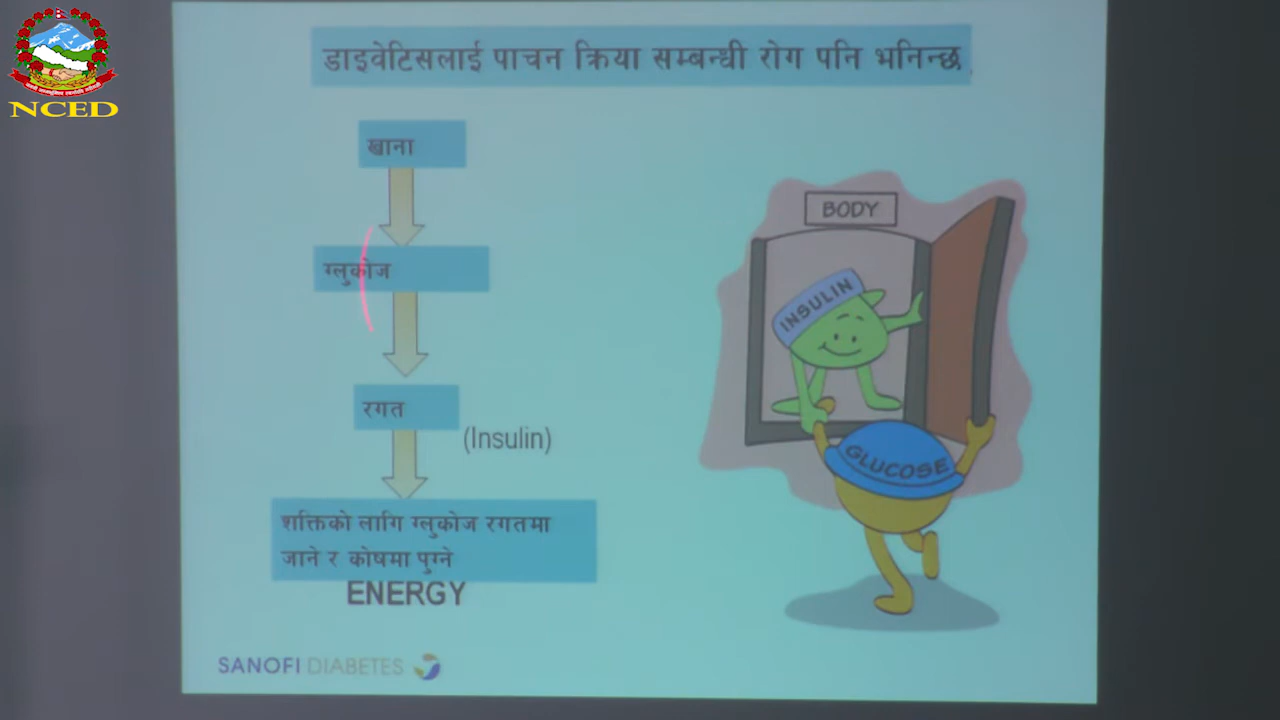 NCED
डाइवेटिसलाई पाचन क्रिया सम्बन्धी रोग पनि भनिन्छ
खाना
ग्लुकोज
रगत
(Insulin)
शक्तिको लागि ग्लुकोज रगतमा
जाने र कोषमा पुग्ने
ENERGY
BODY
INSULIN
GLUCOSE
SANOFI DIABETES